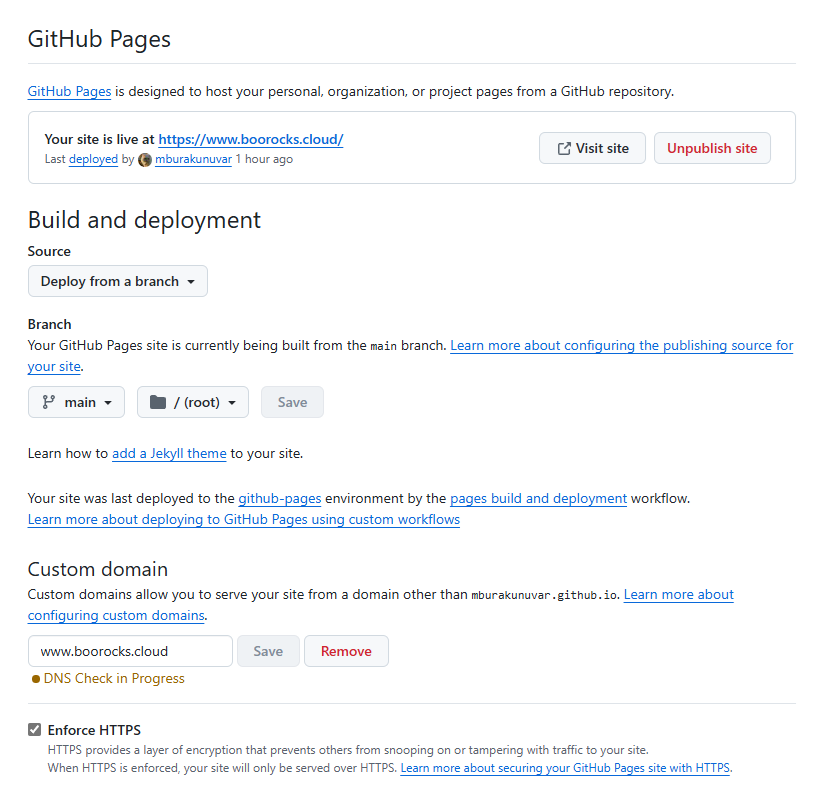 GitHub Pages
GitHub Pages is designed to host your personal, organization, or project pages from a GitHub repository.
Your site is live at https://www.boorocks.cloud/
Last deployed by mburakunuvar 1 hour ago
Visit site
Unpublish site
Build and deployment
Source
Deploy from a branch
Branch
Your GitHub Pages site is currently being built from the main branch. Learn more about configuring the publishing source for
your site.
main
/ (root)
Save
Learn how to add a Jekyll theme to your site.
Your site was last deployed to the github-pages environment by the pages build and deployment workflow.
Learn more about deploying to GitHub Pages using custom workflows
Custom domain
Custom domains allow you to serve your site from a domain other than mburakunuvar.github.io. Learn more about
configuring custom domains.
www.boorocks.cloud
Save
Remove
DNS Check in Progress
Enforce HTTPS
HTTPS provides a layer of encryption that prevents others from snooping on or tampering with traffic to your site.
When HTTPS is enforced, your site will only be served over HTTPS. Learn more about securing your GitHub Pages site with HTTPS.